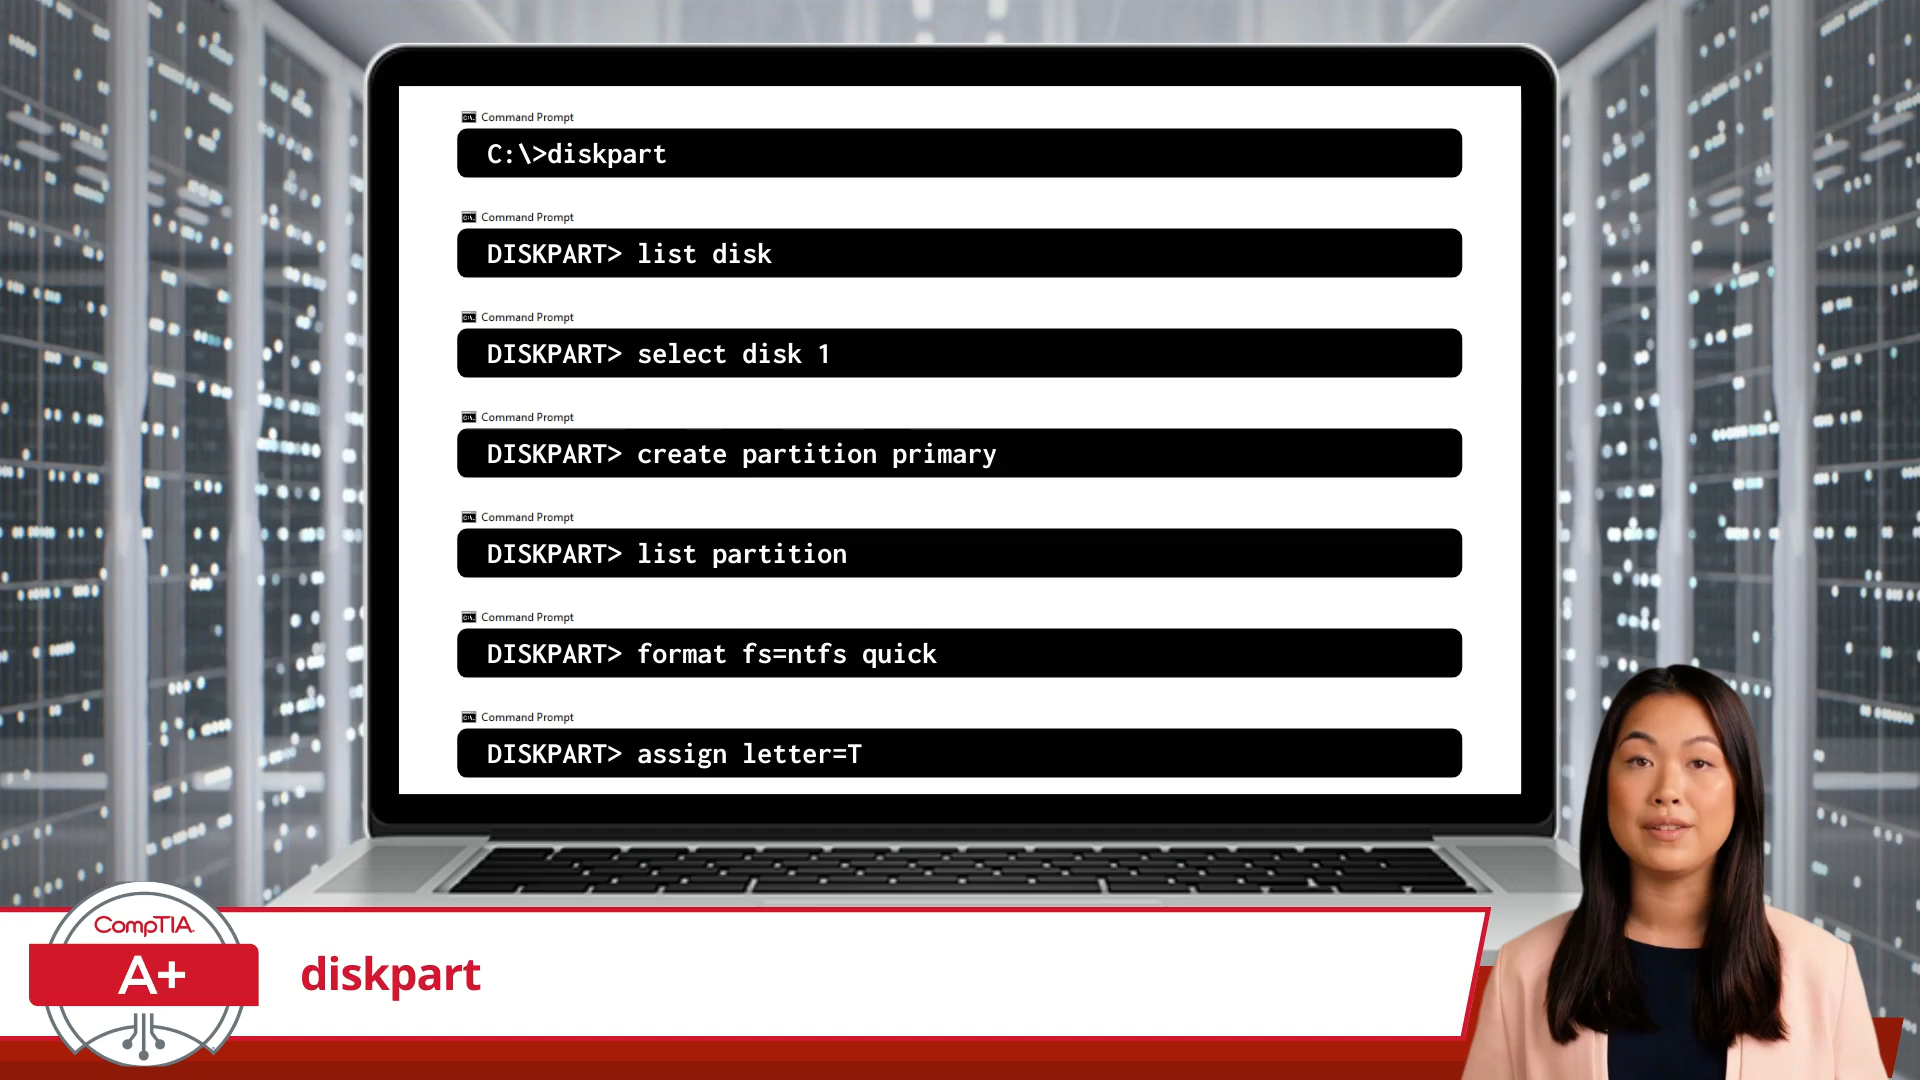 Command Prompt
C:\>diskpart
Command Prompt
DISKPART> list disk
Command Prompt
DISKPART> select disk 1
Command Prompt
DISKPART> create partition primary
Command Prompt
DISKPART> list partition
Command Prompt
DISKPART> format fs=ntfs quick
Command Prompt
DISKPART> assign letter=T
CompTIA.
A+
diskpart